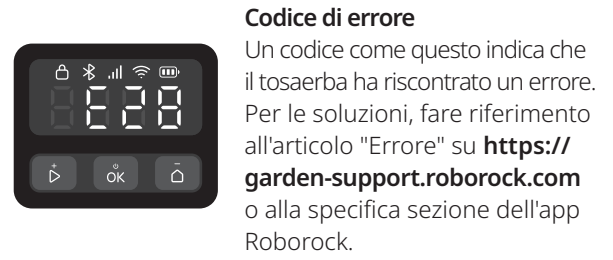 Codice di errore
Un codice come questo indica che
il tosaerba ha riscontrato un errore.
Per le soluzioni, fare riferimento
all'articolo "Errore" su https://
garden-support.roborock.com
o alla specifica sezione dell'app
Roborock.
E28
+
OK
−